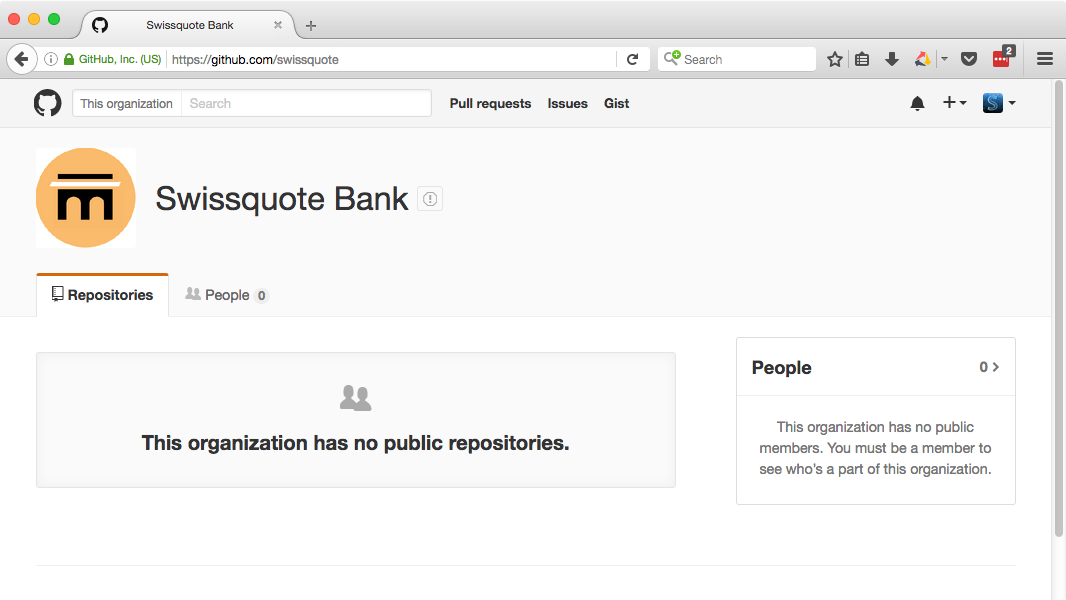 Swissquote Bank
GitHub, Inc. (US) https://github.com/swissquote Search 2
This organization Search Pull requests Issues Gist
Swissquote Bank
Repositories People 0
People 0
This organization has no public repositories.
This organization has no public
members. You must be a member to
see who's a part of this organization.